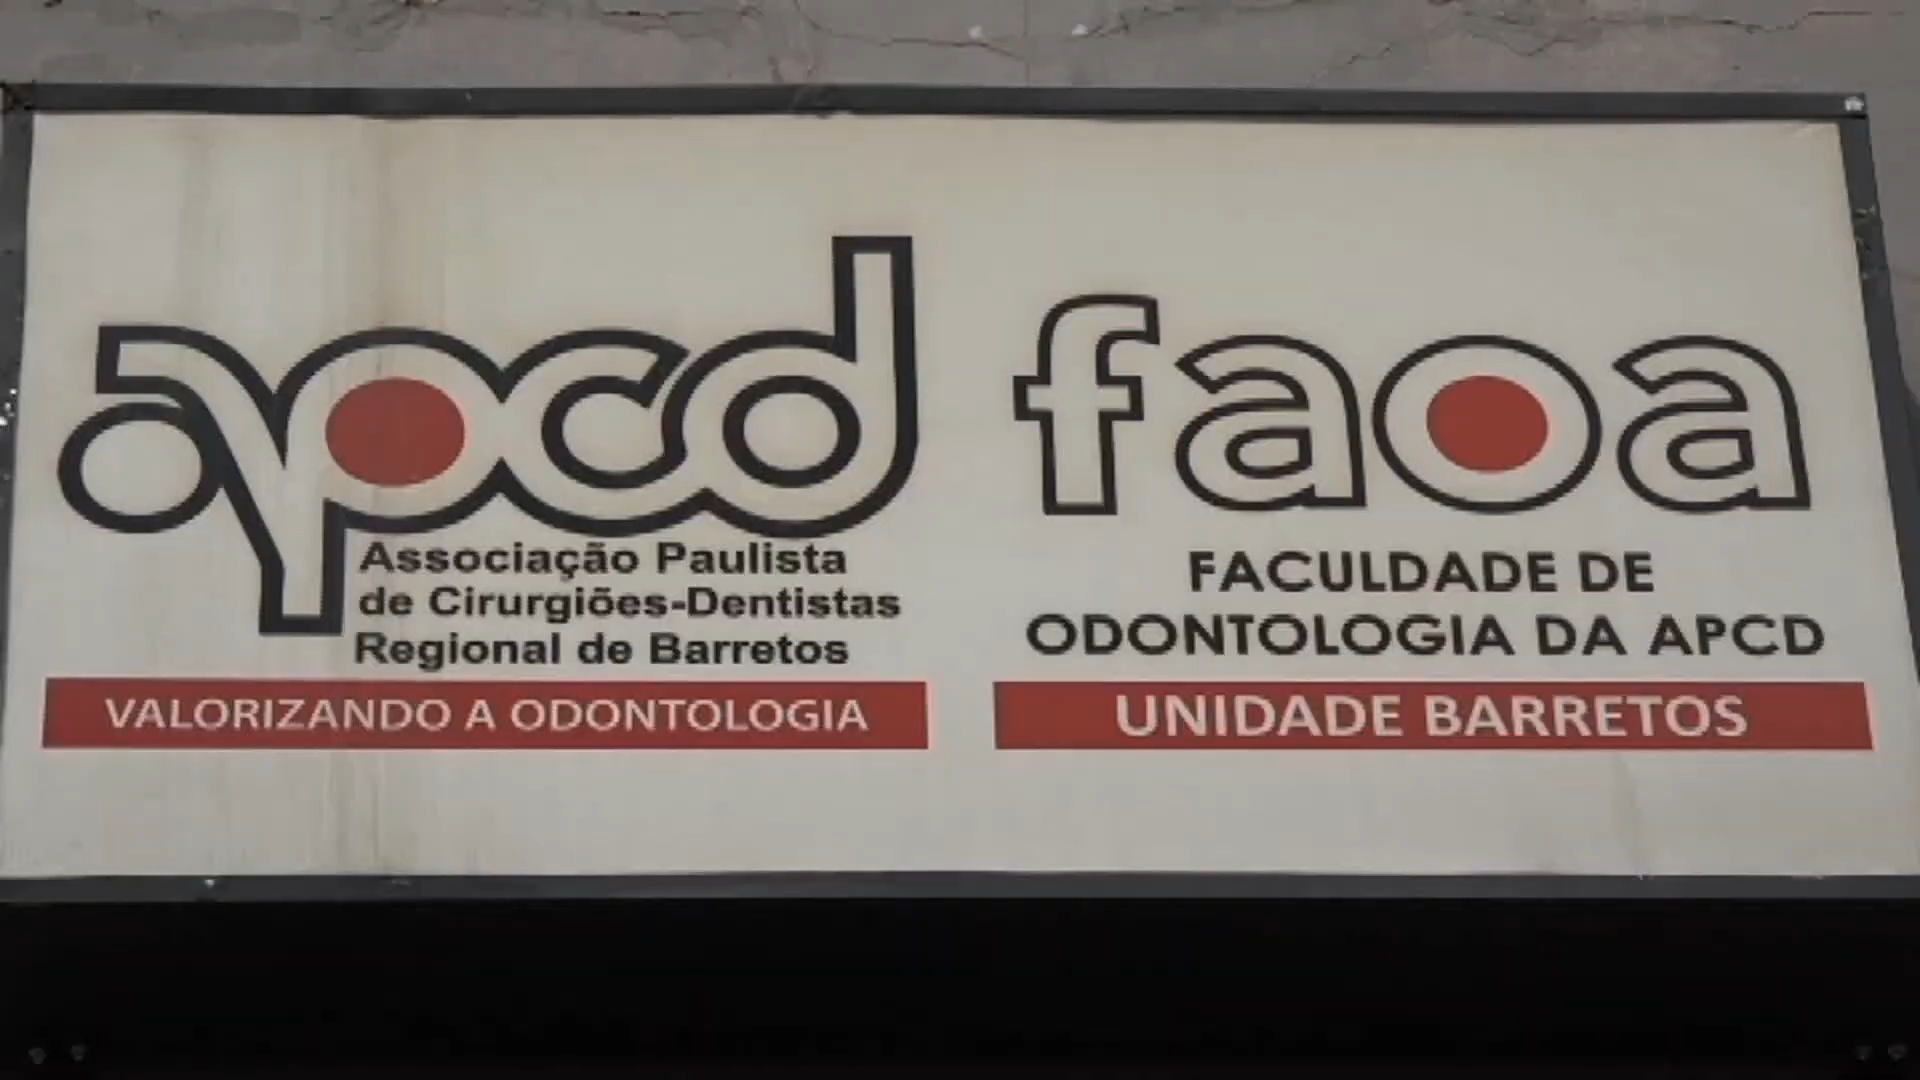 apcd
Associação Paulista
de Cirurgiões-Dentistas
Regional de Barretos
VALORIZANDO A ODONTOLOGIA
faoa
FACULDADE DE
ODONTOLOGIA DA APCD
UNIDADE BARRETOS